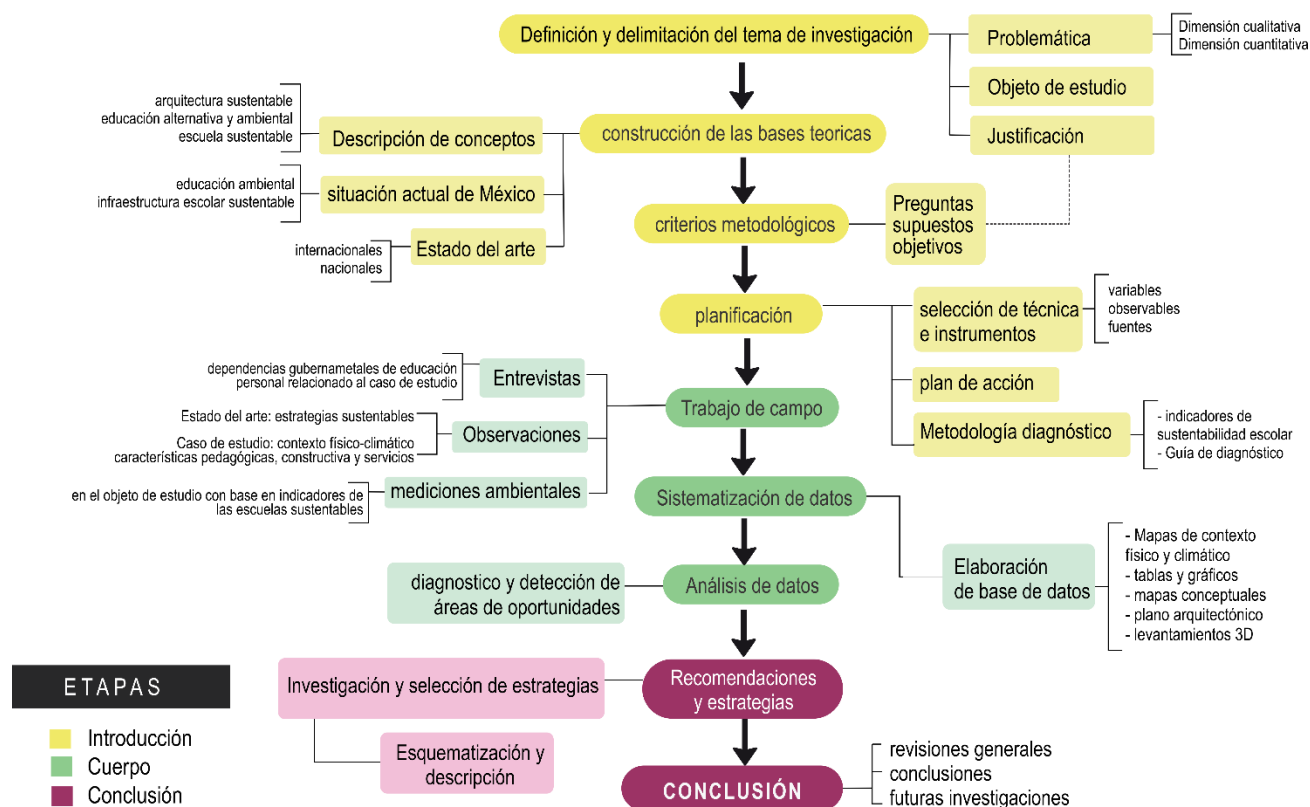 Definición y delimitación del tema de investigación
Problemática
Dimensión cualitativa
Dimensión cuantitativa
Objeto de estudio
Justificación
construcción de las bases teoricas
Descripción de conceptos
arquitectura sustentable
educación alternativa y ambiental
escuela sustentable
situación actual de México
educación ambiental
infraestructura escolar sustentable
Estado del arte
internacionales
nacionales
criterios metodológicos
Preguntas
supuestos
objetivos
planificación
selección de técnica
e instrumentos
variables
observables
fuentes
plan de acción
Metodología diagnóstico
- indicadores de
sustentabilidad escolar
- Guía de diagnóstico
Trabajo de campo
Entrevistas
dependencias gubernametales de educación
personal relacionado al caso de estudio
Observaciones
Estado del arte: estrategias sustentables
Caso de estudio: contexto físico-climático
características pedagógicas, constructiva y servicios
mediciones ambientales
en el objeto de estudio con base en indicadores de
las escuelas sustentables
Sistematización de datos
Elaboración
de base de datos
- Mapas de contexto
físico y climático
- tablas y gráficos
- mapas conceptuales
- plano arquitectónico
- levantamientos 3D
Análisis de datos
diagnostico y detección de
áreas de oportunidades
Recomendaciones
y estrategias
Investigación y selección de estrategias
Esquematización y
descripción
CONCLUSIÓN
revisiones generales
conclusiones
futuras investigaciones
ETAPAS
Introducción
Cuerpo
Conclusión